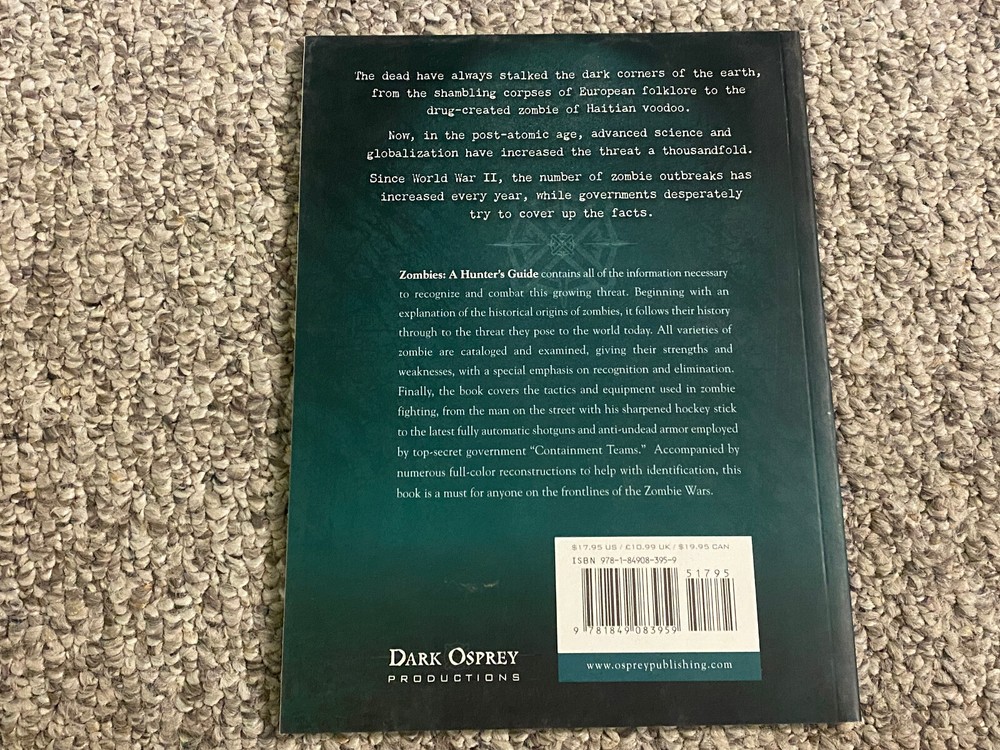 The dead have always stalked the dark corners of the earth,
from the shambling corpses of European folklore to the
drug-created zombie of Haitian voodoo.
Now, in the post-atomic age, advanced science and
globalization have increased the threat a thousandfold.
Since World War II, the number of zombie outbreaks has
increased every year, while governments desperately
try to cover up the facts.
Zombies: A Hunter's Guide contains all of the information necessary
to recognize and combat this growing threat. Beginning with an
explanation of the historical origins of zombies, it follows their history
through to the threat they pose to the world today. All varieties of
zombie are cataloged and examined, giving their strengths and
weaknesses, with a special emphasis on recognition and elimination.
Finally, the book covers the tactics and equipment used in zombie
fighting, from the man on the street with his sharpened hockey stick
to the latest fully automatic shotguns and anti-undead armor employed
by top-secret government “Containment Teams.” Accompanied by
numerous full-color reconstructions to help with identification, this
book is a must for anyone on the frontlines of the Zombie Wars.
$17.95 US / £10.99 UK / $19.95 CAN
ISBN 978-1-84908-395-9
51795
9 781849 083959
DARK OSPREY
PRODUCTIONS
www.ospreypublishing.com